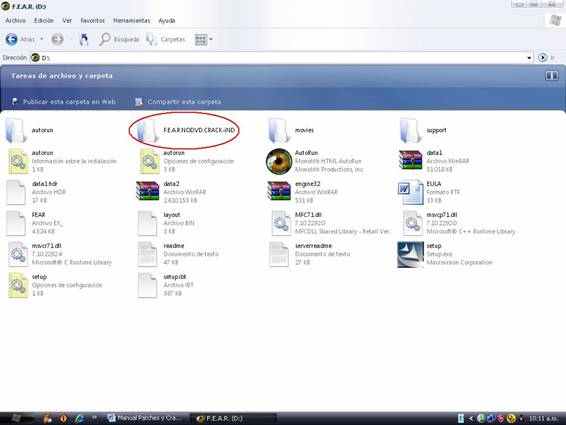 F.E.A.R. (D:)
Archivo Edición Ver Favoritos Herramientas Ayuda
Atrás Búsqueda Carpetas
Dirección D:\ Ir
Tareas de archivo y carpeta
Publicar esta carpeta en Web Compartir esta carpeta
autorun
F.E.A.R.NODVD.CRACK-iND
movies
support
autorun
Información sobre la instalación
1 KB
autorun
Opciones de configuración
3 KB
AutoRun
Monolith HTML AutoRun
Monolith Productions, Inc.
data1
Archivo WinRAR
51.018 KB
data1.hdr
Archivo HDR
17 KB
data2
Archivo WinRAR
2.610.153 KB
engine32
Archivo WinRAR
531 KB
EULA
Formato RTF
33 KB
FEAR
Archivo EX_
4.524 KB
layout
Archivo BIN
3 KB
MFC71.dll
7.10.2292.0
MFCDLL Shared Library - Retail Ver...
msvcp71.dll
7.10.2292.0
Microsoft® C++ Runtime Library
msvcr71.dll
7.10.2292.4
Microsoft® C Runtime Library
readme
Documento de texto
47 KB
serverreadme
Documento de texto
27 KB
setup
Setup.exe
Macrovision Corporation
setup
Opciones de configuración
1 KB
setup.ibt
Archivo IBT
387 KB
Manual Patches y Cra... F.E.A.R. (D:) 10:11 a.m.